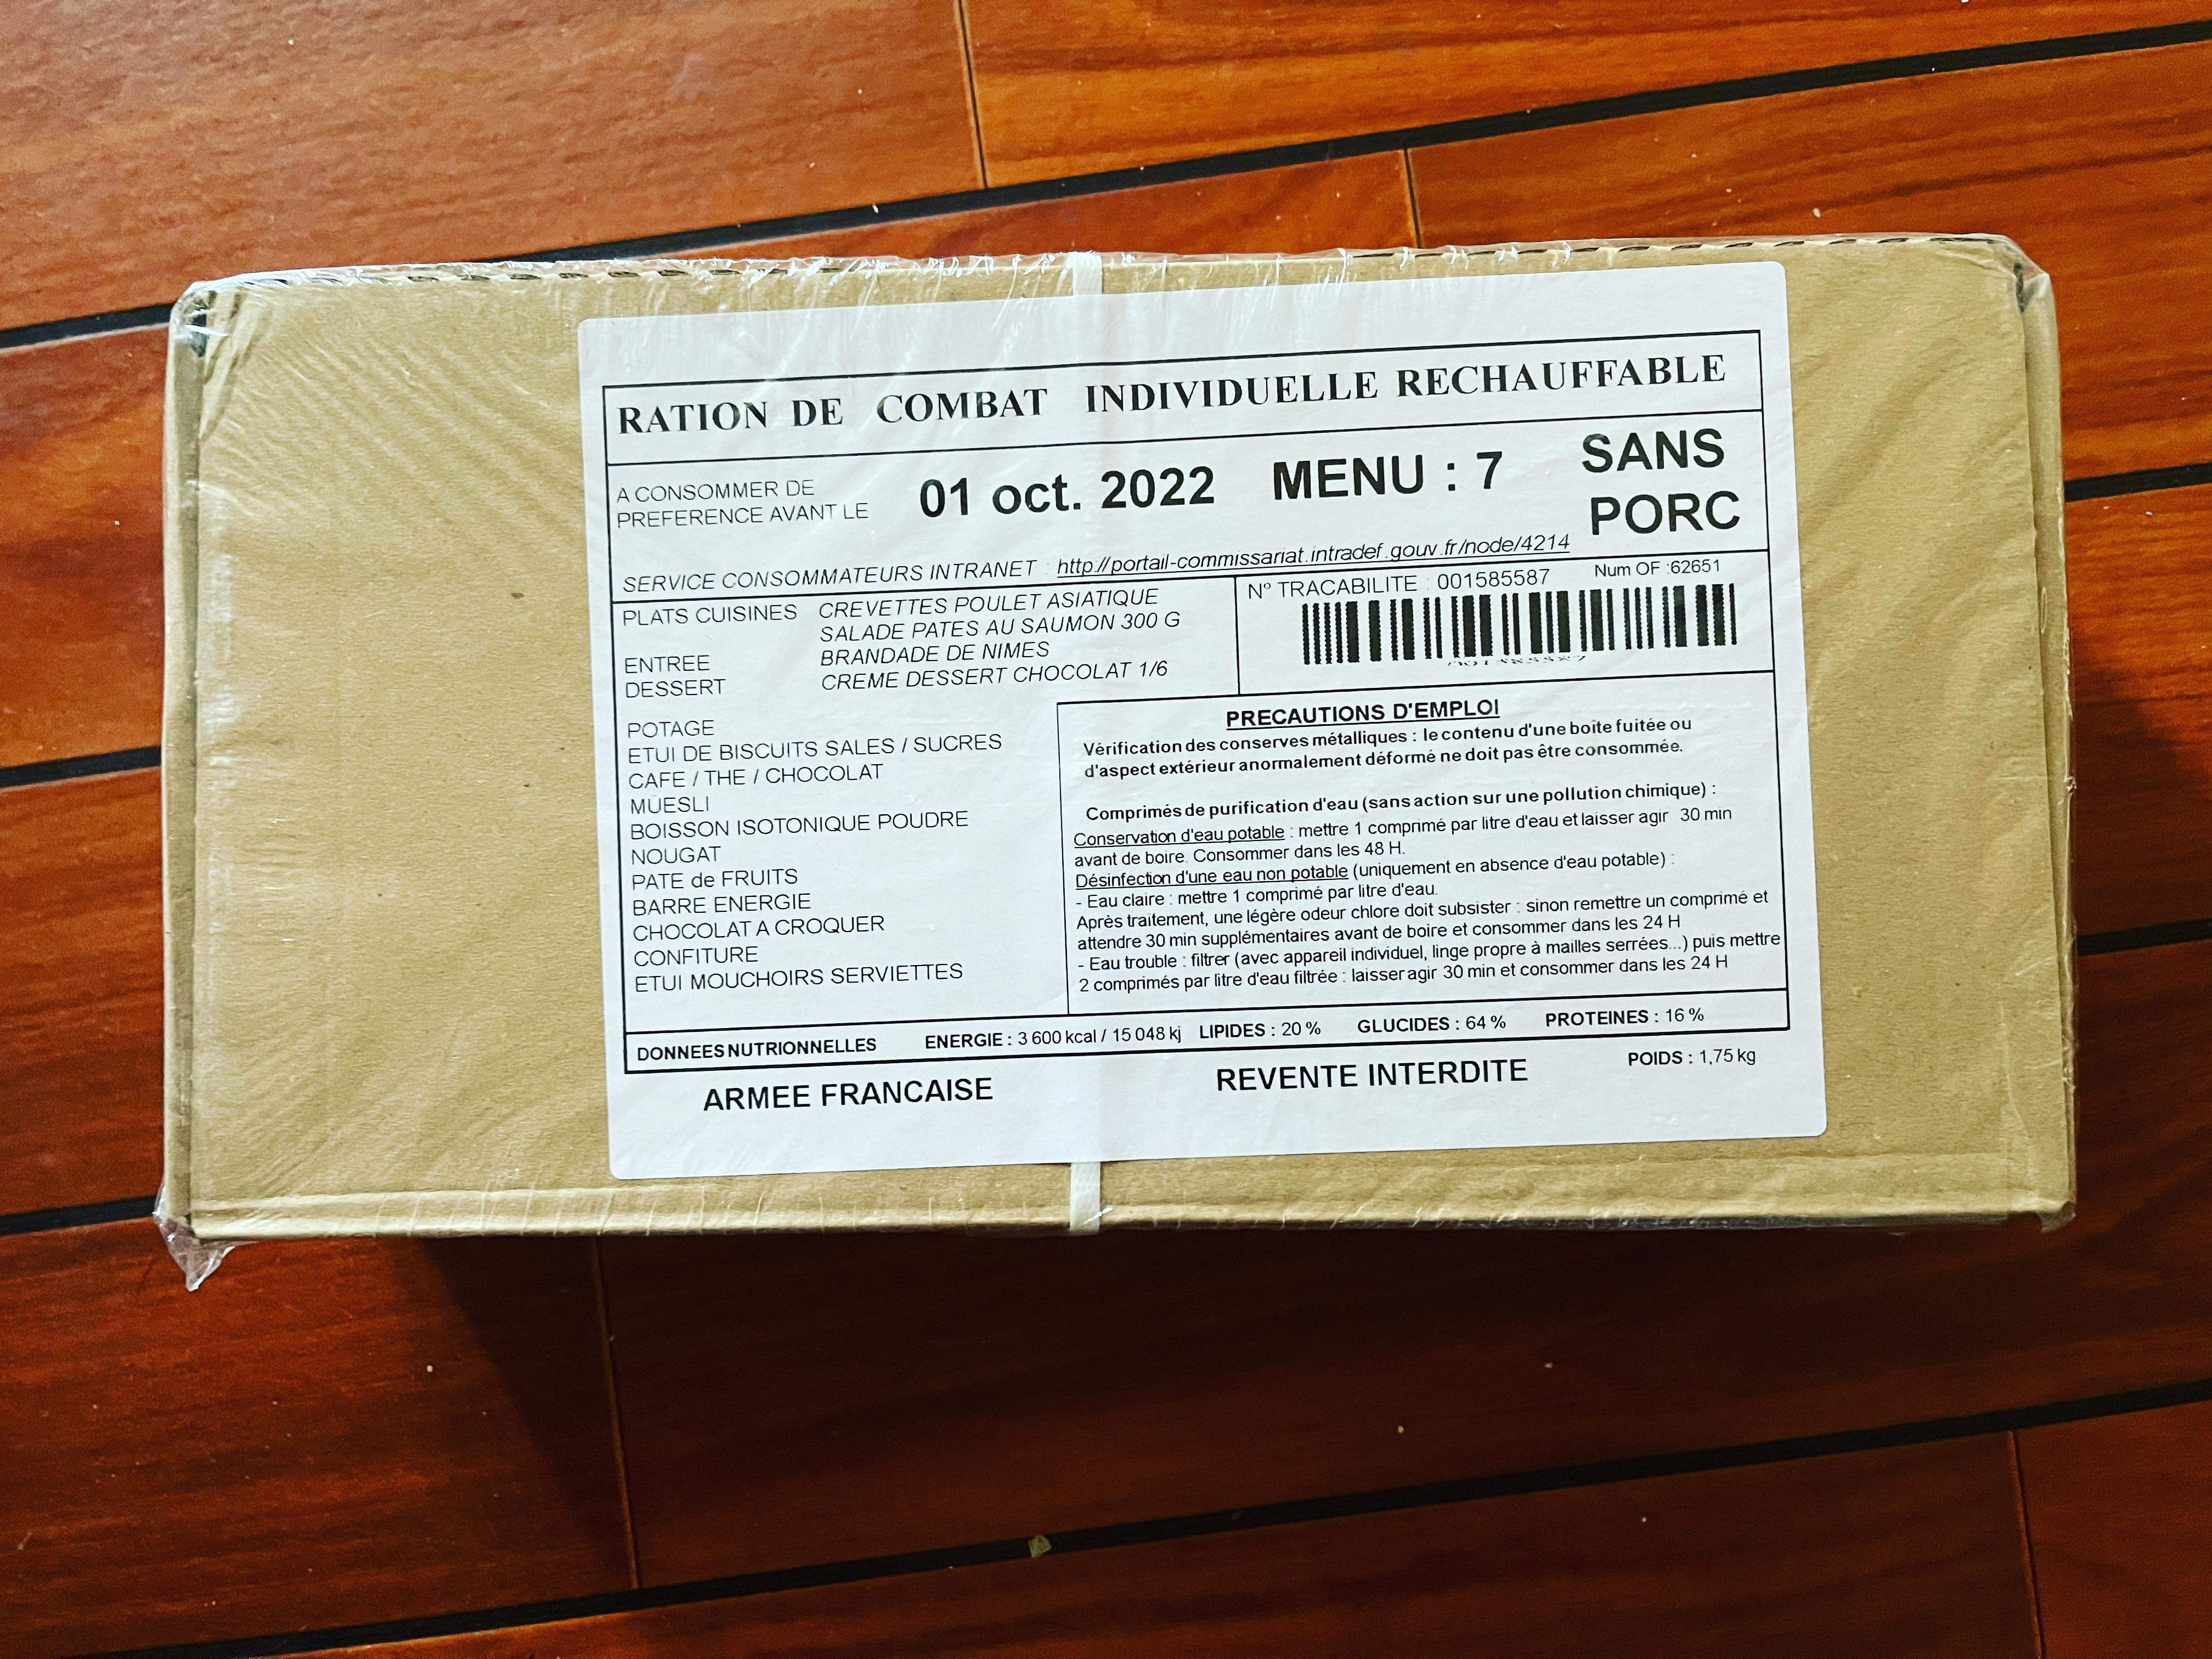 RATION DE COMBAT INDIVIDUELLE RECHAUFFABLE
A CONSOMMER DE
PREFERENCE AVANT LE
01 oct. 2022
MENU : 7
SANS
PORC
SERVICE CONSOMMATEURS INTRANET : http://portail-commissariat.intradef.gouv.fr/node/4214
PLATS CUISINES CREVETTES POULET ASIATIQUE
SALADE PATES AU SAUMON 300 G
ENTREE BRANDADE DE NIMES
DESSERT CREME DESSERT CHOCOLAT 1/6
N° TRACABILITE : 001585587 Num OF :62651
POTAGE
ETUI DE BISCUITS SALES / SUCRES
CAFE / THE / CHOCOLAT
MUESLI
BOISSON ISOTONIQUE POUDRE
NOUGAT
PATE de FRUITS
BARRE ENERGIE
CHOCOLAT A CROQUER
CONFITURE
ETUI MOUCHOIRS SERVIETTES
PRECAUTIONS D'EMPLOI
Vérification des conserves métalliques : le contenu d'une boîte fuitée ou
d'aspect extérieur anormalement déformé ne doit pas être consommée.
Comprimés de purification d'eau (sans action sur une pollution chimique) :
Conservation d'eau potable : mettre 1 comprimé par litre d'eau et laisser agir 30 min
avant de boire. Consommer dans les 48 H.
Désinfection d'une eau non potable (uniquement en absence d'eau potable) :
- Eau claire : mettre 1 comprimé par litre d'eau.
Après traitement, une légère odeur chlore doit subsister : sinon remettre un comprimé et
attendre 30 min supplémentaires avant de boire et consommer dans les 24 H
- Eau trouble : filtrer (avec appareil individuel, linge propre à mailles serrées...) puis mettre
2 comprimés par litre d'eau filtrée : laisser agir 30 min et consommer dans les 24 H
DONNEES NUTRIONNELLES ENERGIE : 3 600 kcal / 15 048 kj LIPIDES : 20 % GLUCIDES : 64 % PROTEINES : 16 %
ARMEE FRANCAISE REVENTE INTERDITE POIDS : 1,75 kg